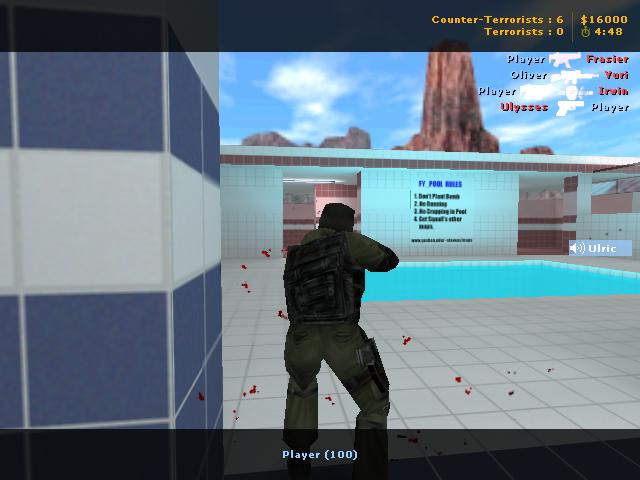 Counter-Terrorists : 6 $16000
Terrorists : 0 4:48
Player Frazier
Oliver Yuri
Player Irwin
Ulysses Player
FY_POOL RULES
1. Don't Plant Bomb
2. No Running
3. No Crapping in Pool
4. Get Squall's other
maps.
Ulric
Player (100)